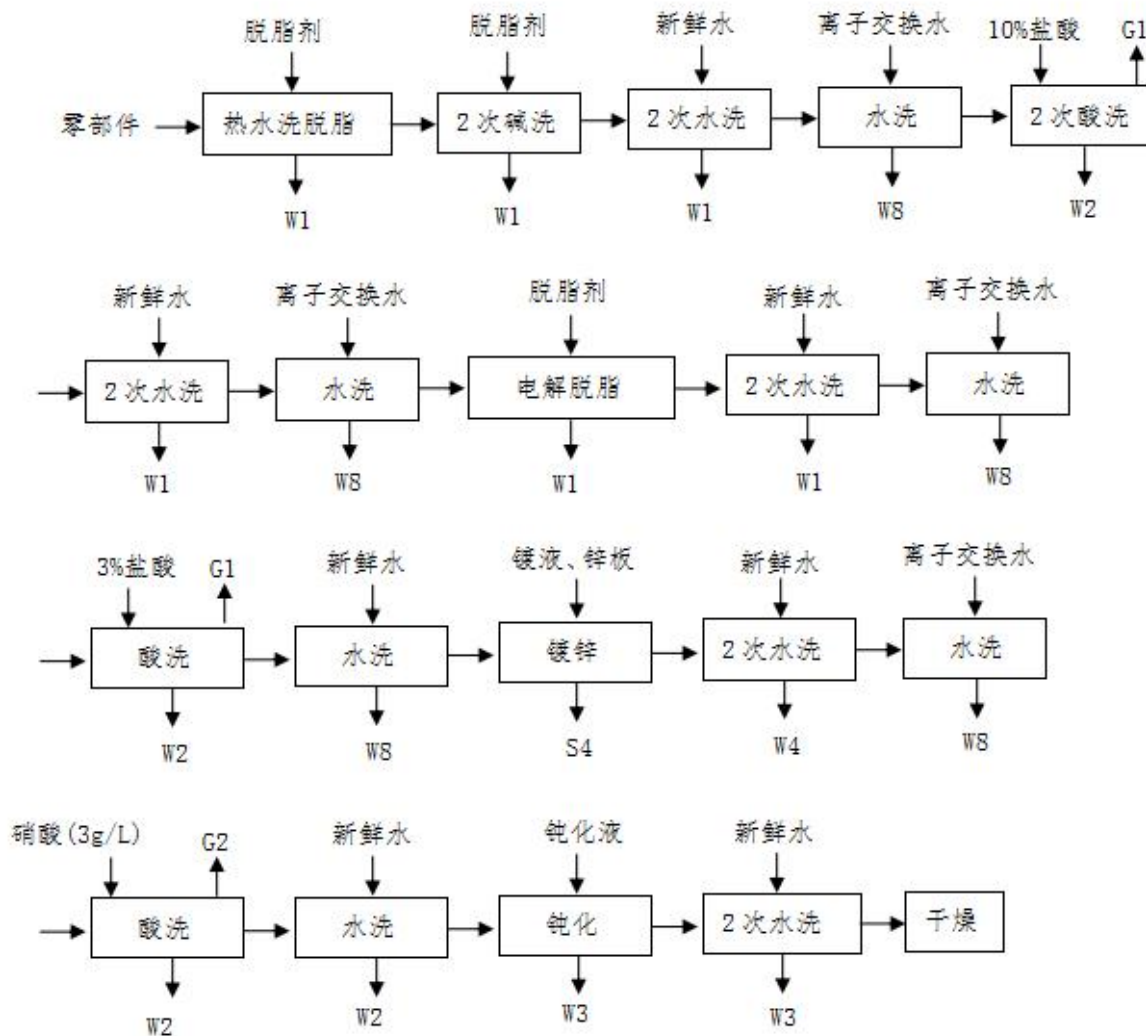 脱脂剂 脱脂剂 新鲜水 离子交换水 10%盐酸 G1
零部件 热水洗脱脂 2次碱洗 2次水洗 水洗 2次酸洗
W1 W1 W1 W8 W2
新鲜水 离子交换水 脱脂剂 新鲜水 离子交换水
2次水洗 水洗 电解脱脂 2次水洗 水洗
W1 W8 W1 W1 W8
3%盐酸 G1 新鲜水 镀液、锌板 新鲜水 离子交换水
酸洗 水洗 镀锌 2次水洗 水洗
W2 W8 S4 W4 W8
硝酸(3g/L) G2 新鲜水 钝化液 新鲜水
酸洗 水洗 钝化 2次水洗 干燥
W2 W2 W3 W3